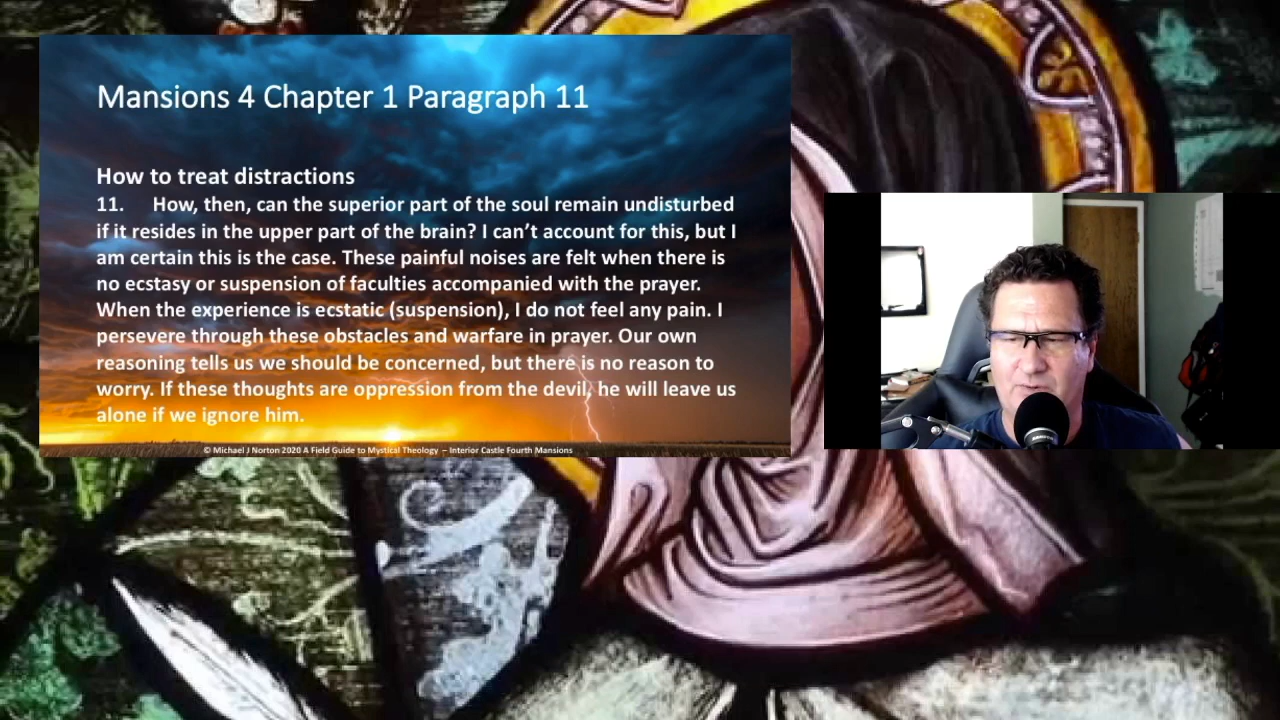 Mansions 4 Chapter 1 Paragraph 11
How to treat distractions
11. How, then, can the superior part of the soul remain undisturbed
if it resides in the upper part of the brain? I can’t account for this, but I
am certain this is the case. These painful noises are felt when there is
no ecstasy or suspension of faculties accompanied with the prayer.
When the experience is ecstatic (suspension), I do not feel any pain. I
persevere through these obstacles and warfare in prayer. Our own
reasoning tells us we should be concerned, but there is no reason to
worry. If these thoughts are oppression from the devil, he will leave us
alone if we ignore him.
© Michael J Norton 2020 A Field Guide to Mystical Theology – Interior Castle Fourth Mansions